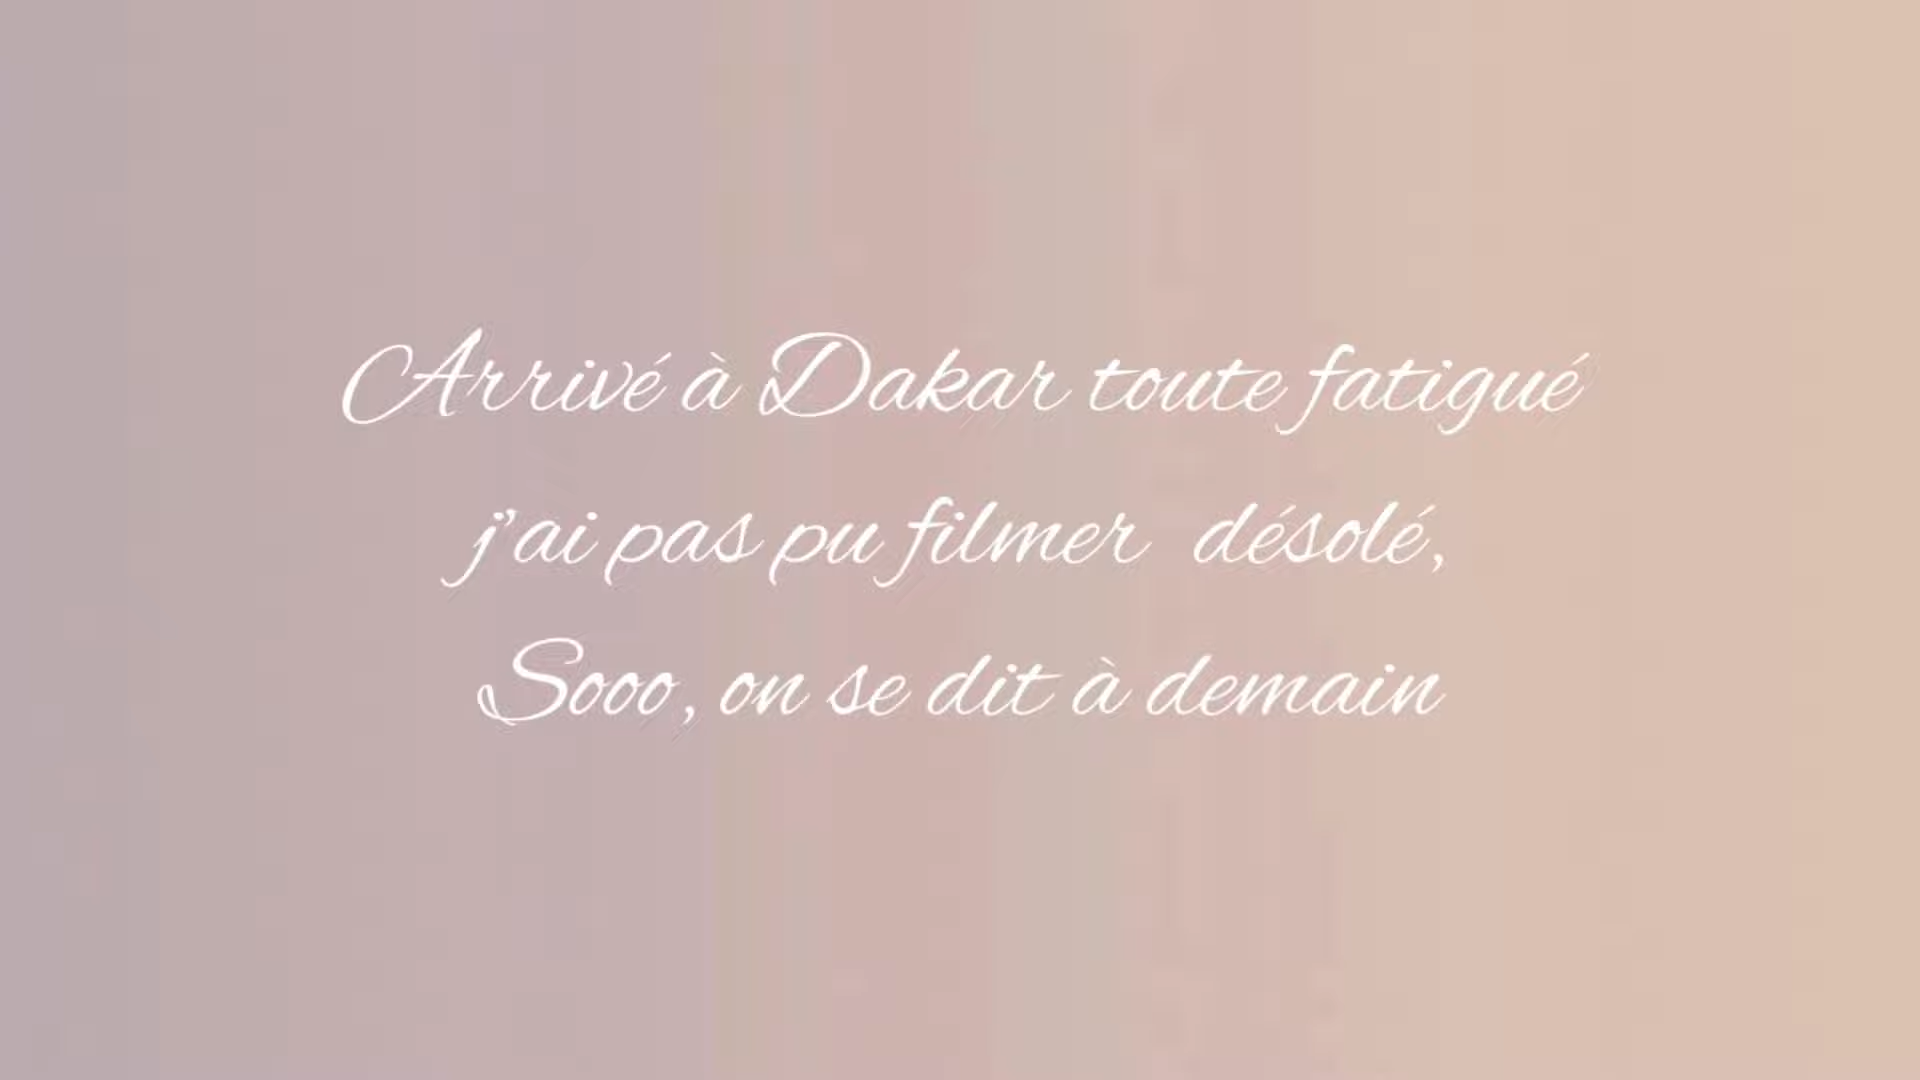 Arrivé à Dakar toute fatigué
j'ai pas pu filmer désolé,
Sooo, on se dit à demain